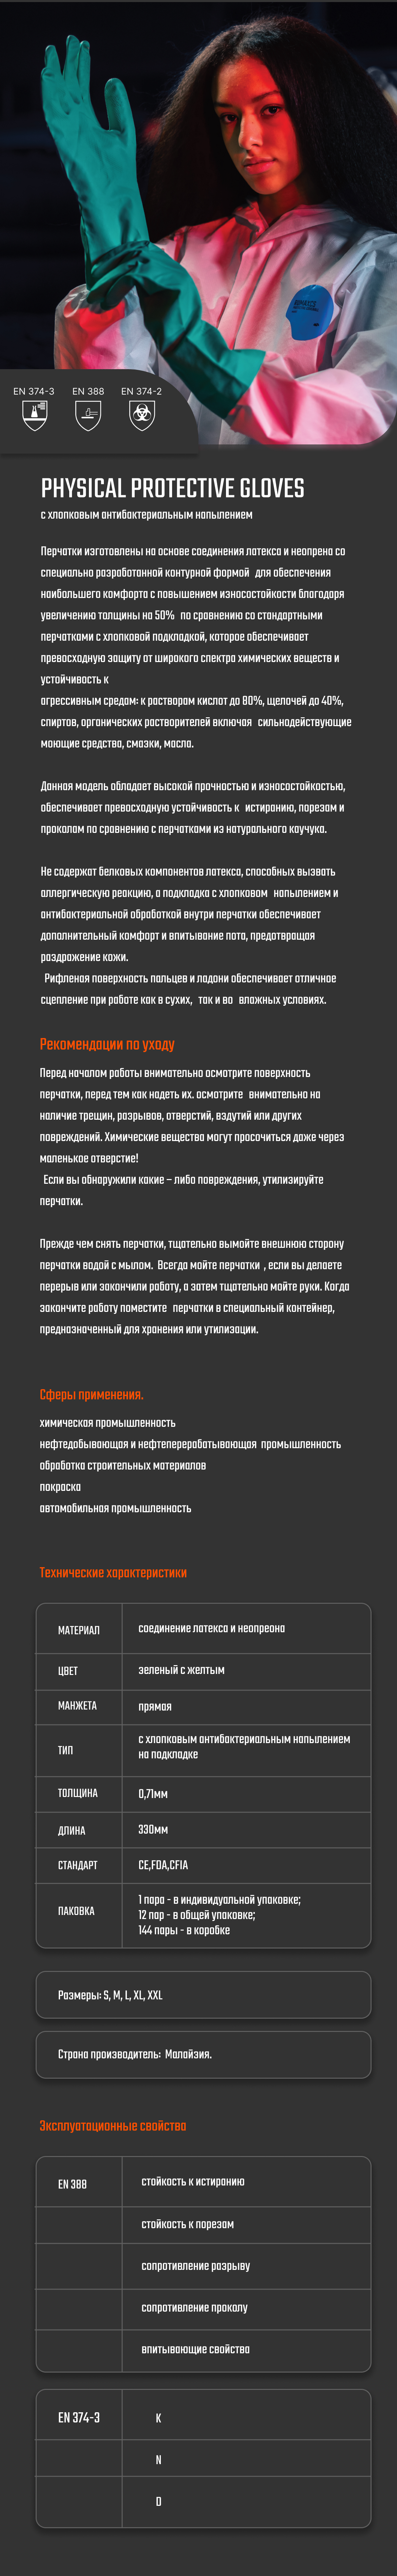 EN 374-3 EN 388 EN 374-2
PHYSICAL PROTECTIVE GLOVES
с хлопковым антибактериальным напылением
Перчатки изготовлены на основе соединения латекса и неопрена со
специально разработанной контурной формой для обеспечения
наибольшего комфорта с повышением износостойкости благодаря
увеличению толщины на 50% по сравнению со стандартными
перчатками с хлопковой подкладкой, которое обеспечивает
превосходную защиту от широкого спектра химических веществ и
устойчивость к
агрессивным средам: к растворам кислот до 80%, щелочей до 40%,
спиртов, органических растворителей включая сильнодействующие
моющие средства, смазки, масла.
Данная модель обладает высокой прочностью и износостойкостью,
обеспечивает превосходную устойчивость к истиранию, порезам и
проколам по сравнению с перчатками из натурального каучука.
Не содержат белковых компонентов латекса, способных вызвать
аллергическую реакцию, а подкладка с хлопковом напылением и
антибактериальной обработкой внутри перчатки обеспечивает
дополнительный комфорт и впитывание пота, предотвращая
раздражение кожи.
Рифленая поверхность пальцев и ладони обеспечивает отличное
сцепление при работе как в сухих, так и во влажных условиях.
Рекомендации по уходу
Перед началом работы внимательно осмотрите поверхность
перчатки, перед тем как надеть их. осмотрите внимательно на
наличие трещин, разрывов, отверстий, вздутий или других
повреждений. Химические вещества могут просочиться даже через
маленькое отверстие!
Если вы обнаружили какие – либо повреждения, утилизируйте
перчатки.
Прежде чем снять перчатки, тщательно вымойте внешнюю сторону
перчатки водой с мылом. Всегда мойте перчатки , если вы делаете
перерыв или закончили работу, а затем тщательно мойте руки. Когда
закончите работу поместите перчатки в специальный контейнер,
предназначенный для хранения или утилизации.
Сферы применения.
химическая промышленность
нефтедобывающая и нефтеперерабатывающая промышленность
обработка строительных материалов
покраска
автомобильная промышленность
Технические характеристики
МАТЕРИАЛ соединение латекса и неопреона
ЦВЕТ зеленый с желтым
МАНЖЕТА прямая
ТИП с хлопковым антибактериальным напылением
на подкладке
ТОЛЩИНА 0,71мм
ДЛИНА 330мм
СТАНДАРТ CE,FDA,CFIA
ПАКОВКА 1 пара - в индивидуальной упаковке;
12 пар - в общей упаковке;
144 пары - в коробке
Размеры: S, M, L, XL, XXL
Страна производитель: Малайзия.
Эксплуатационные свойства
EN 388 стойкость к истиранию
стойкость к порезам
сопротивление разрыву
сопротивление проколу
впитывающие свойства
EN 374-3 K
N
D